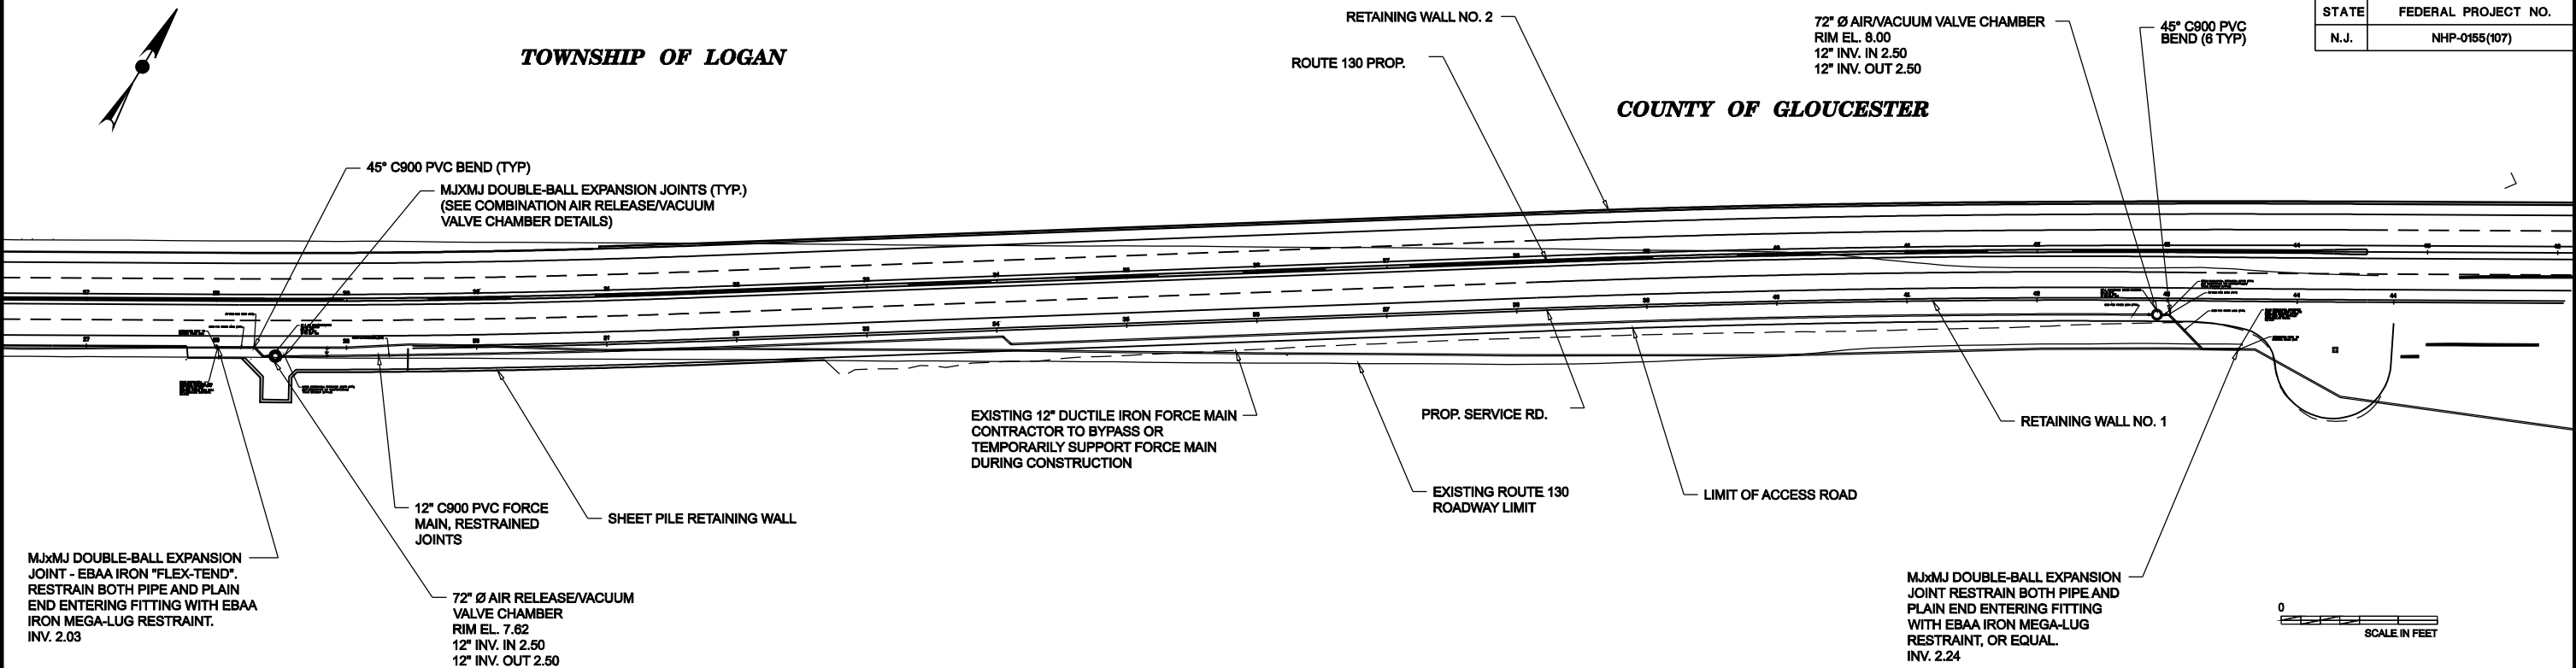 STATE FEDERAL PROJECT NO.
N.J. NHP-0155(107)
TOWNSHIP OF LOGAN
COUNTY OF GLOUCESTER
RETAINING WALL NO. 2
ROUTE 130 PROP.
72" Ø AIR/VACUUM VALVE CHAMBER
RIM EL. 8.00
12" INV. IN 2.50
12" INV. OUT 2.50
45° C900 PVC
BEND (6 TYP)
45° C900 PVC BEND (TYP)
MJXMJ DOUBLE-BALL EXPANSION JOINTS (TYP.)
(SEE COMBINATION AIR RELEASE/VACUUM
VALVE CHAMBER DETAILS)
EXISTING 12" DUCTILE IRON FORCE MAIN
CONTRACTOR TO BYPASS OR
TEMPORARILY SUPPORT FORCE MAIN
DURING CONSTRUCTION
PROP. SERVICE RD.
RETAINING WALL NO. 1
EXISTING ROUTE 130
ROADWAY LIMIT
LIMIT OF ACCESS ROAD
12" C900 PVC FORCE
MAIN, RESTRAINED
JOINTS
SHEET PILE RETAINING WALL
MJxMJ DOUBLE-BALL EXPANSION
JOINT - EBAA IRON "FLEX-TEND".
RESTRAIN BOTH PIPE AND PLAIN
END ENTERING FITTING WITH EBAA
IRON MEGA-LUG RESTRAINT.
INV. 2.03
72" Ø AIR RELEASE/VACUUM
VALVE CHAMBER
RIM EL. 7.62
12" INV. IN 2.50
12" INV. OUT 2.50
MJxMJ DOUBLE-BALL EXPANSION
JOINT RESTRAIN BOTH PIPE AND
PLAIN END ENTERING FITTING
WITH EBAA IRON MEGA-LUG
RESTRAINT, OR EQUAL.
INV. 2.24
0
SCALE IN FEET